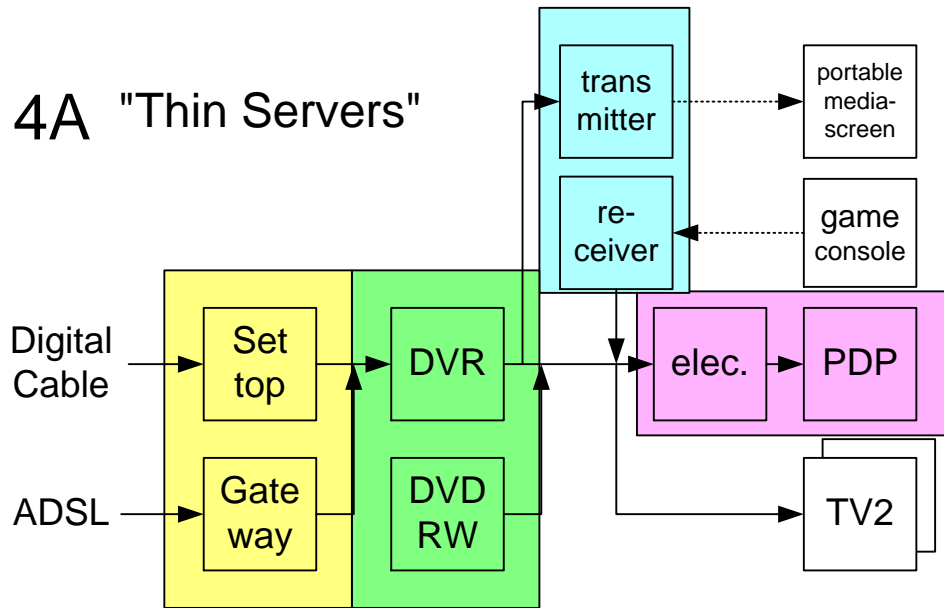 4A "Thin Servers"
trans
mitter
portable
media-
screen
re-
ceiver
game
console
Digital
Cable
Set
top
DVR
elec.
PDP
ADSL
Gate
way
DVD
RW
TV2